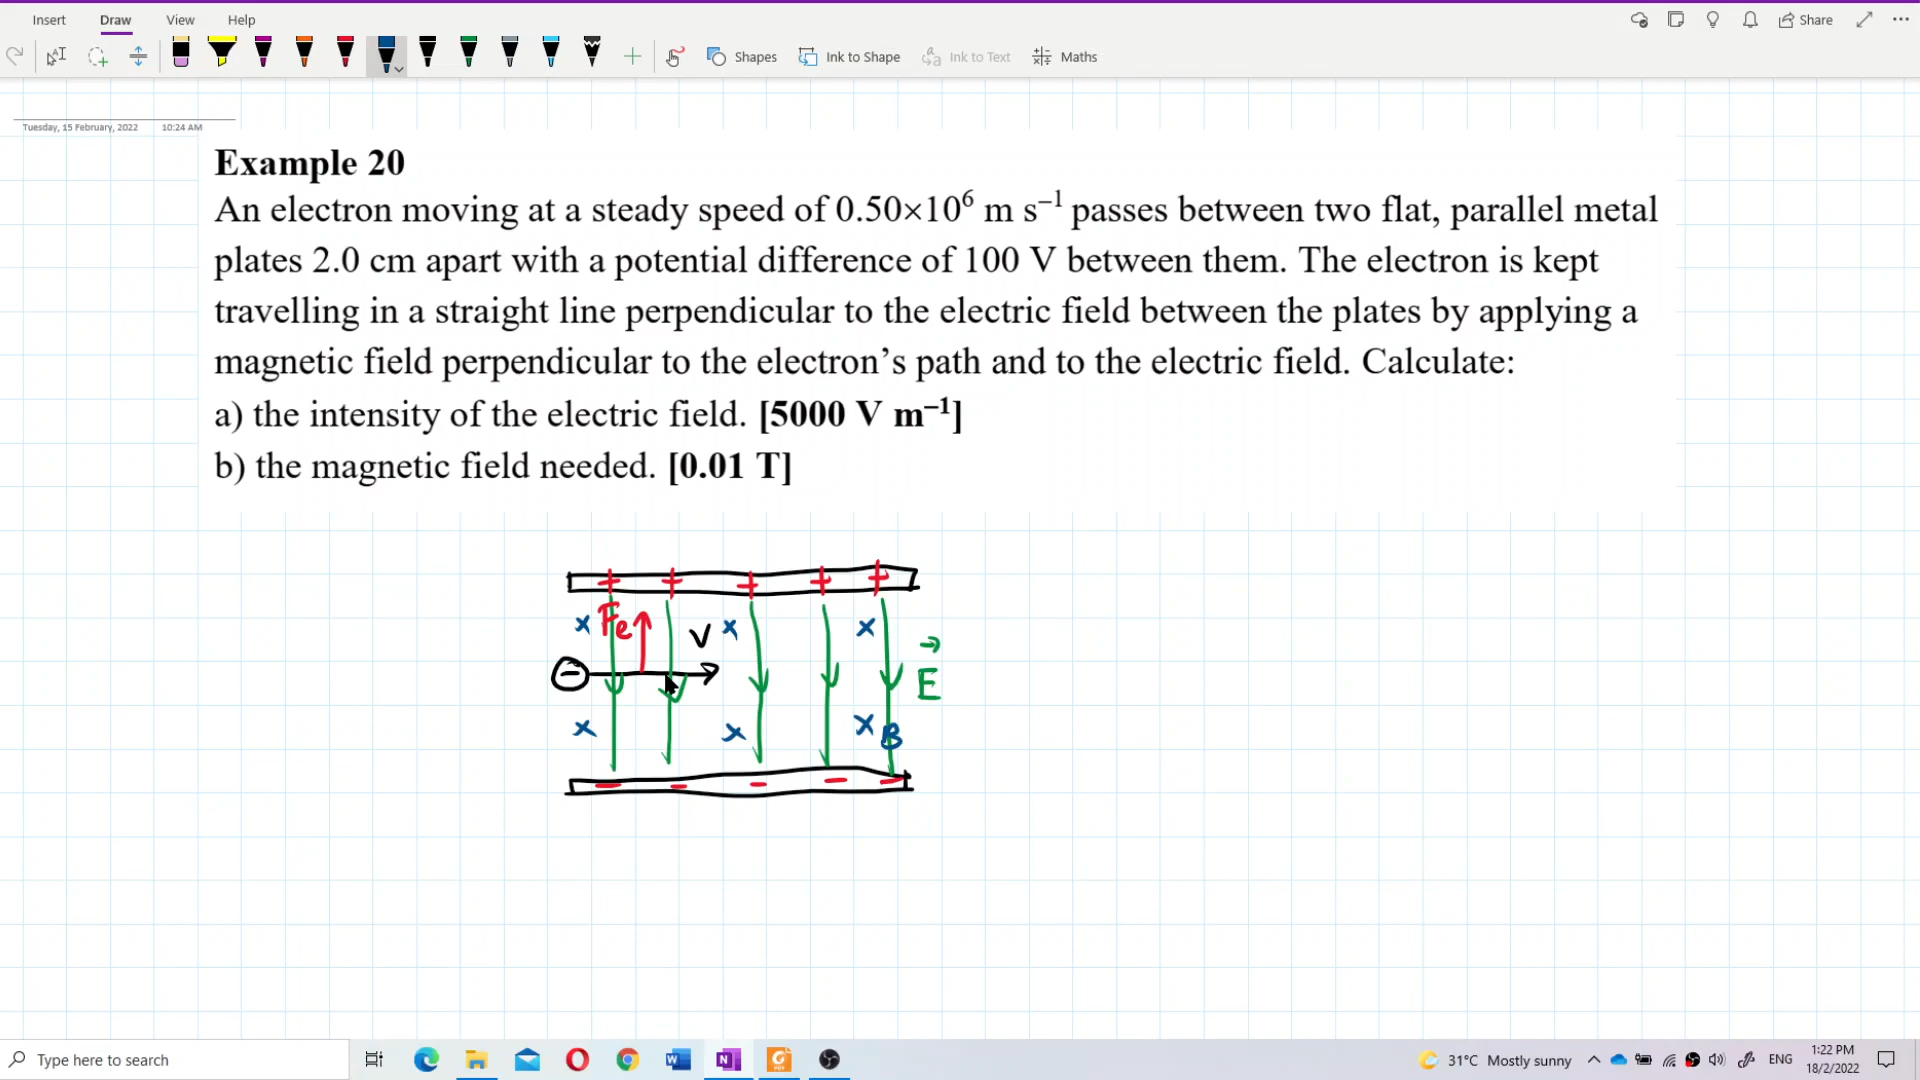 Insert Draw View Help
Share
Shapes Ink to Shape Ink to Text Maths
Tuesday, 15 February, 2022 10:24 AM
Example 20
An electron moving at a steady speed of 0.50×10⁶ m s⁻¹ passes between two flat, parallel metal
plates 2.0 cm apart with a potential difference of 100 V between them. The electron is kept
travelling in a straight line perpendicular to the electric field between the plates by applying a
magnetic field perpendicular to the electron’s path and to the electric field. Calculate:
a) the intensity of the electric field. [5000 V m⁻¹]
b) the magnetic field needed. [0.01 T]
+ + + + +
x Fe V x x
− E
x x x B
− − − − −
Type here to search
31°C Mostly sunny
ENG
1:22 PM
18/2/2022